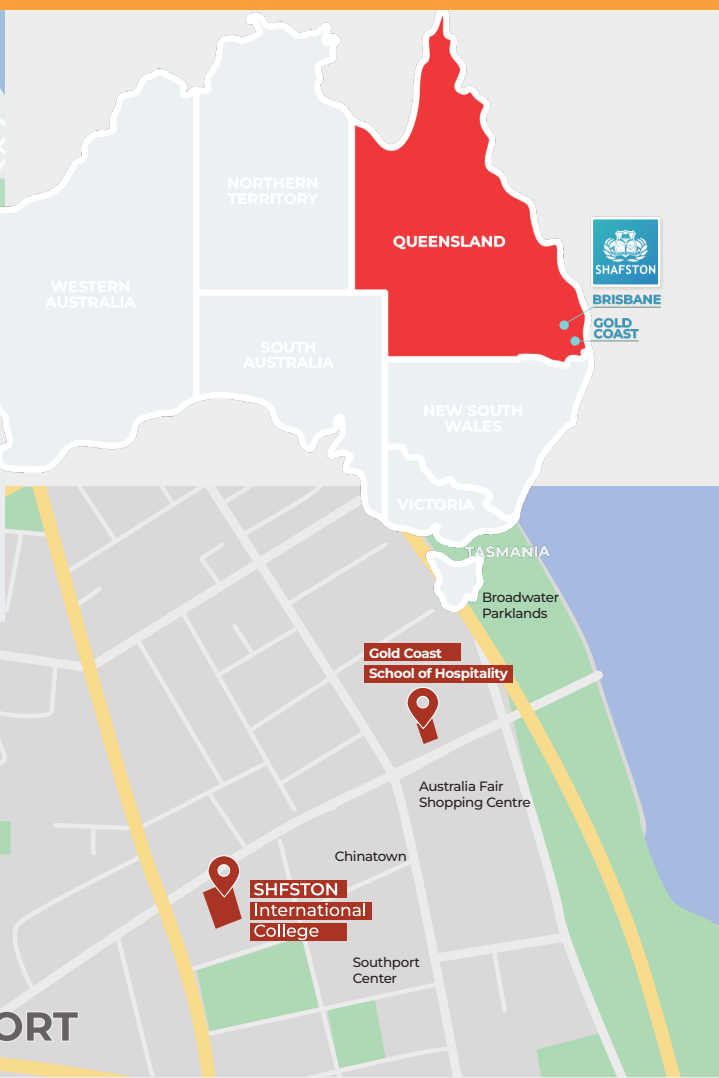 NORTHERN
TERRITORY
QUEENSLAND
SHAFSTON
WESTERN
AUSTRALIA
BRISBANE
GOLD
COAST
SOUTH
AUSTRALIA
NEW SOUTH
WALES
VICTORIA
TASMANIA
Broadwater
Parklands
Gold Coast
School of Hospitality
Australia Fair
Shopping Centre
Chinatown
SHFSTON
International
College
Southport
Center
ORT